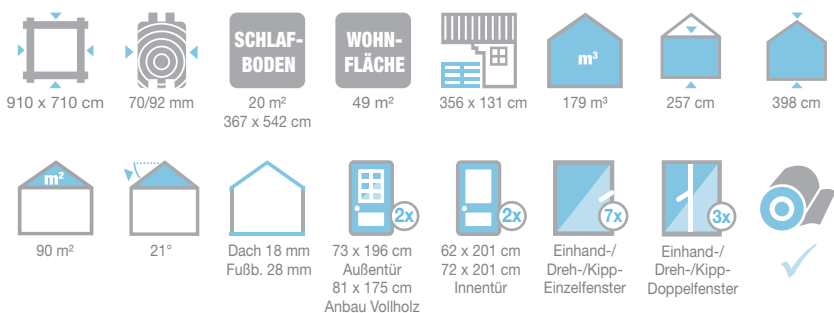 SCHLAF-
BODEN
WOHN-
FLÄCHE
m³
910 x 710 cm
70/92 mm
20 m²
367 x 542 cm
49 m²
356 x 131 cm
179 m³
257 cm
398 cm
m²
2x
2x
7x
3x
90 m²
21°
Dach 18 mm
Fußb. 28 mm
73 x 196 cm
Außentür
81 x 175 cm
Anbau Vollholz
62 x 201 cm
72 x 201 cm
Innentür
Einhand-/
Dreh-/Kipp-
Einzelfenster
Einhand-/
Dreh-/Kipp-
Doppelfenster